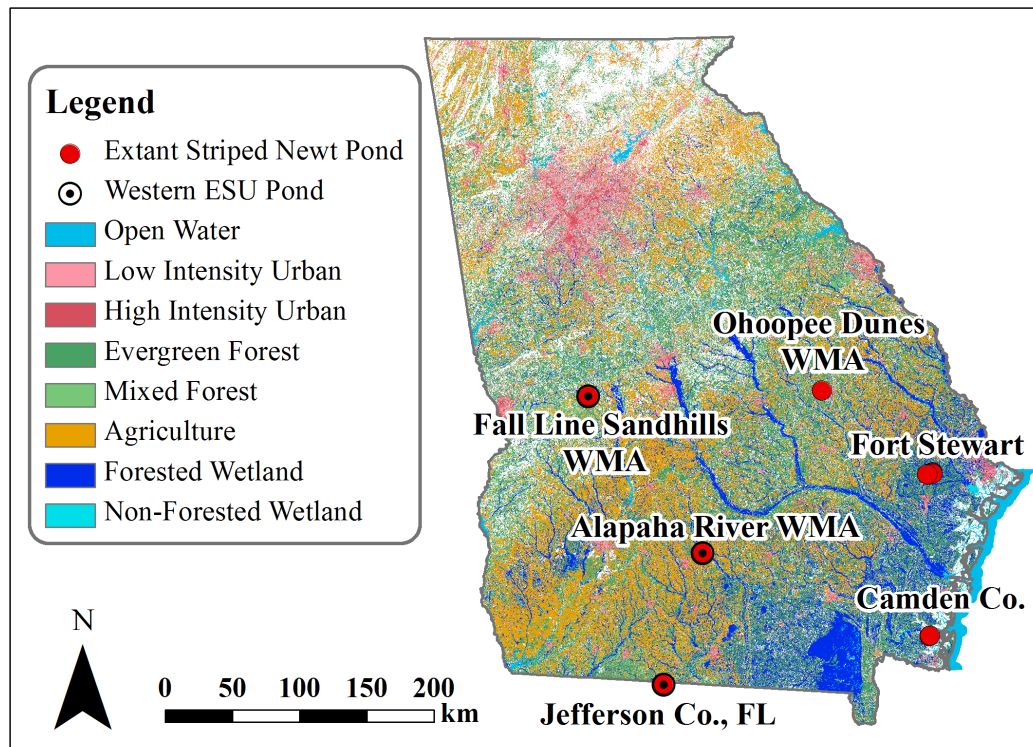 Legend
Extant Striped Newt Pond
Western ESU Pond
Open Water
Low Intensity Urban
High Intensity Urban
Evergreen Forest
Mixed Forest
Agriculture
Forested Wetland
Non-Forested Wetland
Ohoopee Dunes
WMA
Fall Line Sandhills
WMA
Fort Stewart
Alapaha River WMA
Camden Co.
Jefferson Co., FL
N
0 50 100 150 200
km